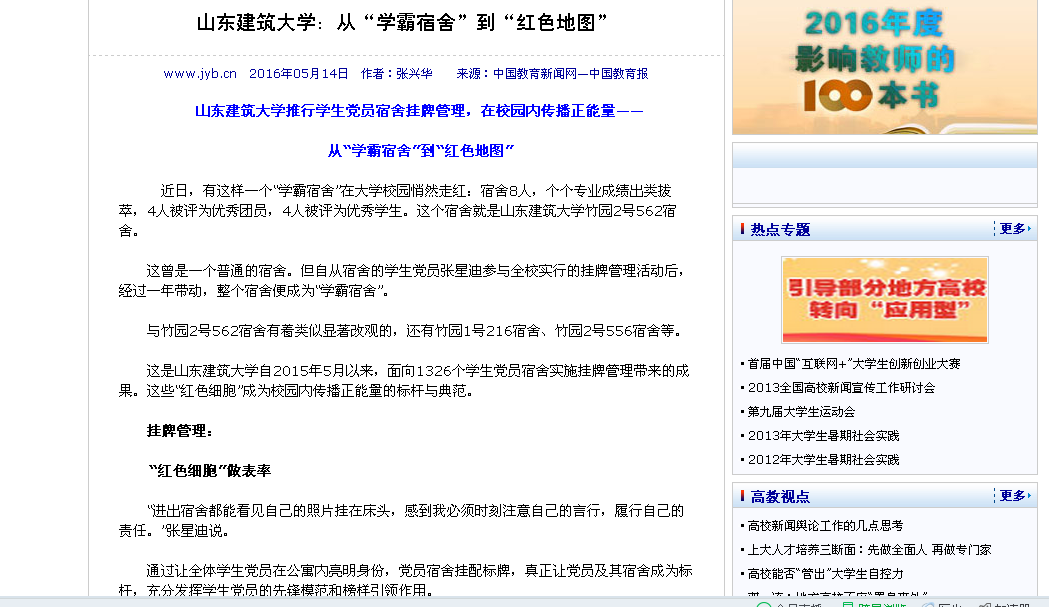 山东建筑大学：从“学霸宿舍”到“红色地图”
www.jyb.cn 2016年05月14日 作者：张兴华 来源：中国教育新闻网—中国教育报
山东建筑大学推行学生党员宿舍挂牌管理，在校园内传播正能量——
从“学霸宿舍”到“红色地图”
近日，有这样一个“学霸宿舍”在大学校园悄然走红：宿舍8人，个个专业成绩出类拔
萃，4人被评为优秀团员，4人被评为优秀学生。这个宿舍就是山东建筑大学竹园2号562宿
舍。
这曾是一个普通的宿舍。但自从宿舍的学生党员张星迪参与全校实行的挂牌管理活动后，
经过一年带动，整个宿舍便成为“学霸宿舍”。
与竹园2号562宿舍有着类似显著改观的，还有竹园1号216宿舍、竹园2号556宿舍等。
这是山东建筑大学自2015年5月以来，面向1326个学生党员宿舍实施挂牌管理带来的成
果。这些“红色细胞”成为校园内传播正能量的标杆与典范。
挂牌管理：
“红色细胞”做表率
“进出宿舍都能看见自己的照片挂在床头，感到我必须时刻注意自己的言行，履行自己的
责任。”张星迪说。
通过让全体学生党员在公寓内亮明身份，党员宿舍挂配标牌，真正让党员及其宿舍成为标
杆，充分发挥学生党员的先锋模范和榜样引领作用。
2016年度
影响教师的
100本书
热点专题 更多
引导部分地方高校
转向“应用型”
• 首届中国“互联网+”大学生创新创业大赛
• 2013全国高校新闻宣传工作研讨会
• 第九届大学生运动会
• 2013年大学生暑期社会实践
• 2012年大学生暑期社会实践
高教视点 更多
• 高校新闻舆论工作的几点思考
• 上大人才培养三断面：先做全面人 再做专门家
• 高校能否“管出”大学生自控力